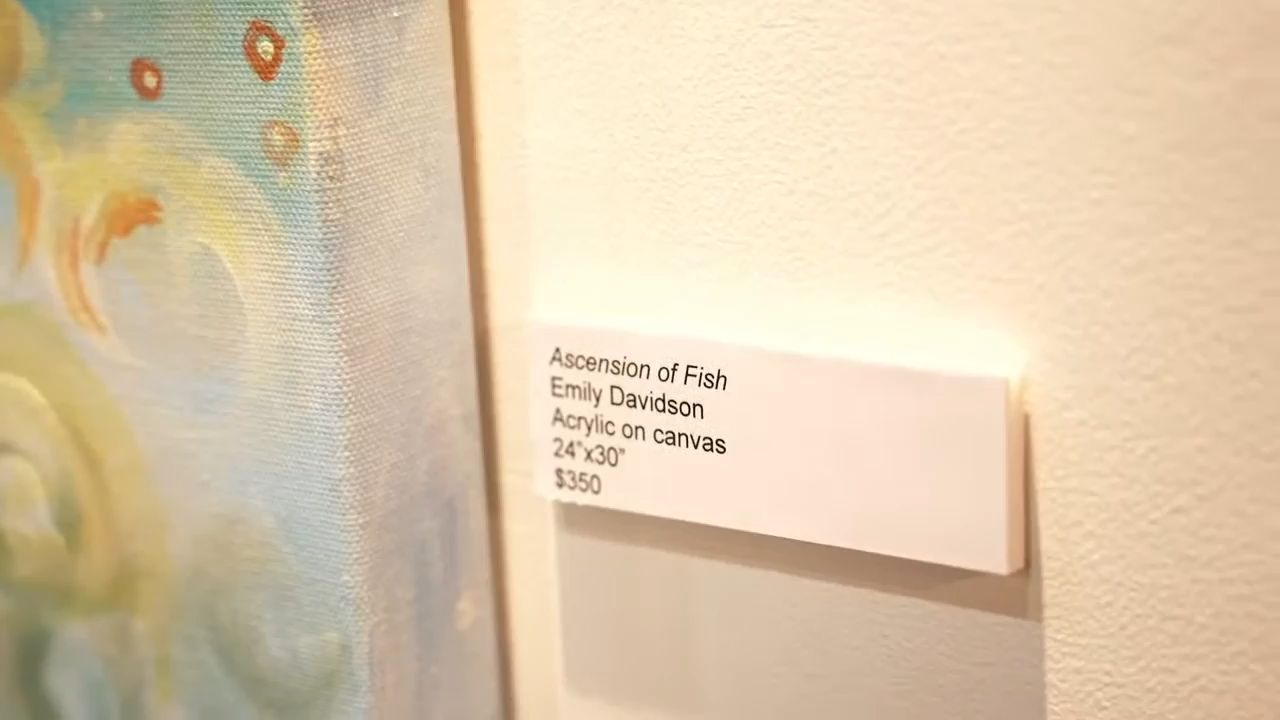 Ascension of Fish
Emily Davidson
Acrylic on canvas
24"x30"
$350